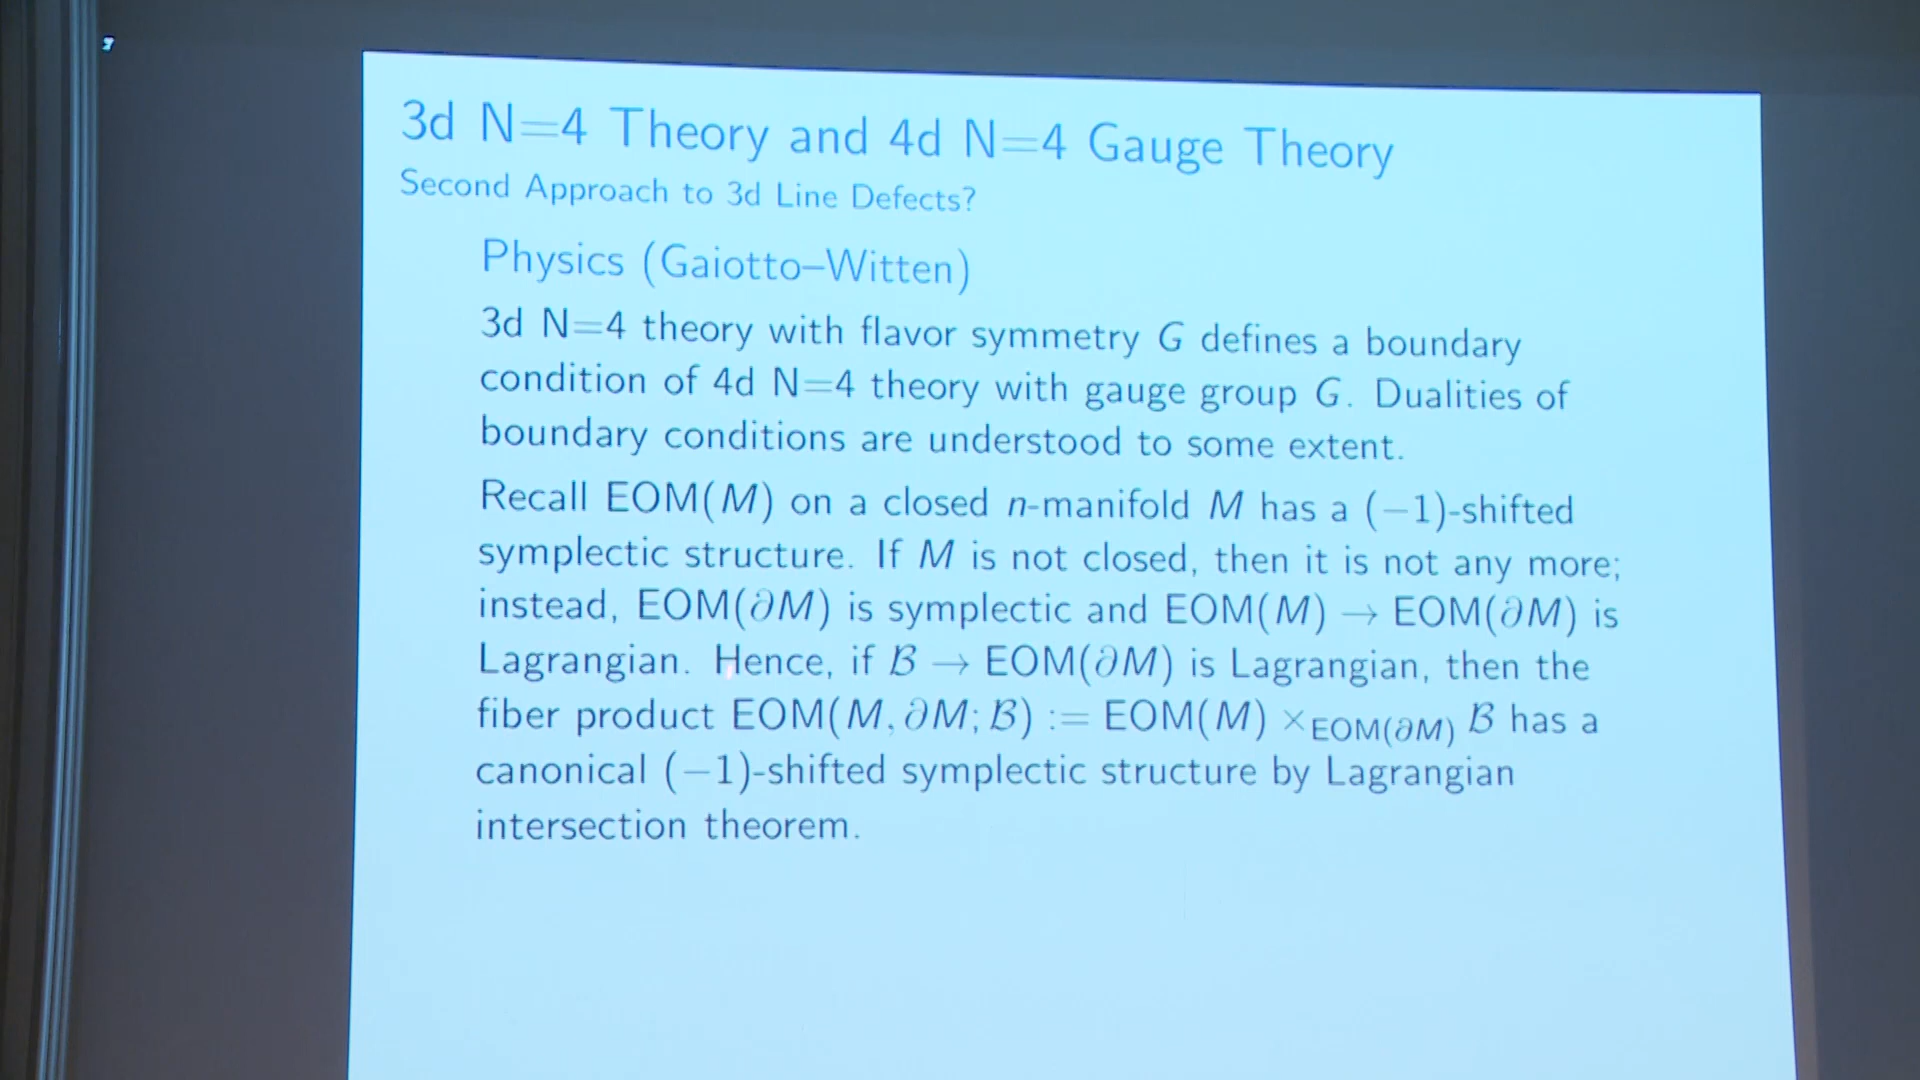 3d N=4 Theory and 4d N=4 Gauge Theory
Second Approach to 3d Line Defects?
Physics (Gaiotto–Witten)
3d N=4 theory with flavor symmetry G defines a boundary
condition of 4d N=4 theory with gauge group G. Dualities of
boundary conditions are understood to some extent.
Recall EOM(M) on a closed n-manifold M has a (−1)-shifted
symplectic structure. If M is not closed, then it is not any more;
instead, EOM(∂M) is symplectic and EOM(M) → EOM(∂M) is
Lagrangian. Hence, if ℬ → EOM(∂M) is Lagrangian, then the
fiber product EOM(M, ∂M; ℬ) := EOM(M) ×_EOM(∂M) ℬ has a
canonical (−1)-shifted symplectic structure by Lagrangian
intersection theorem.